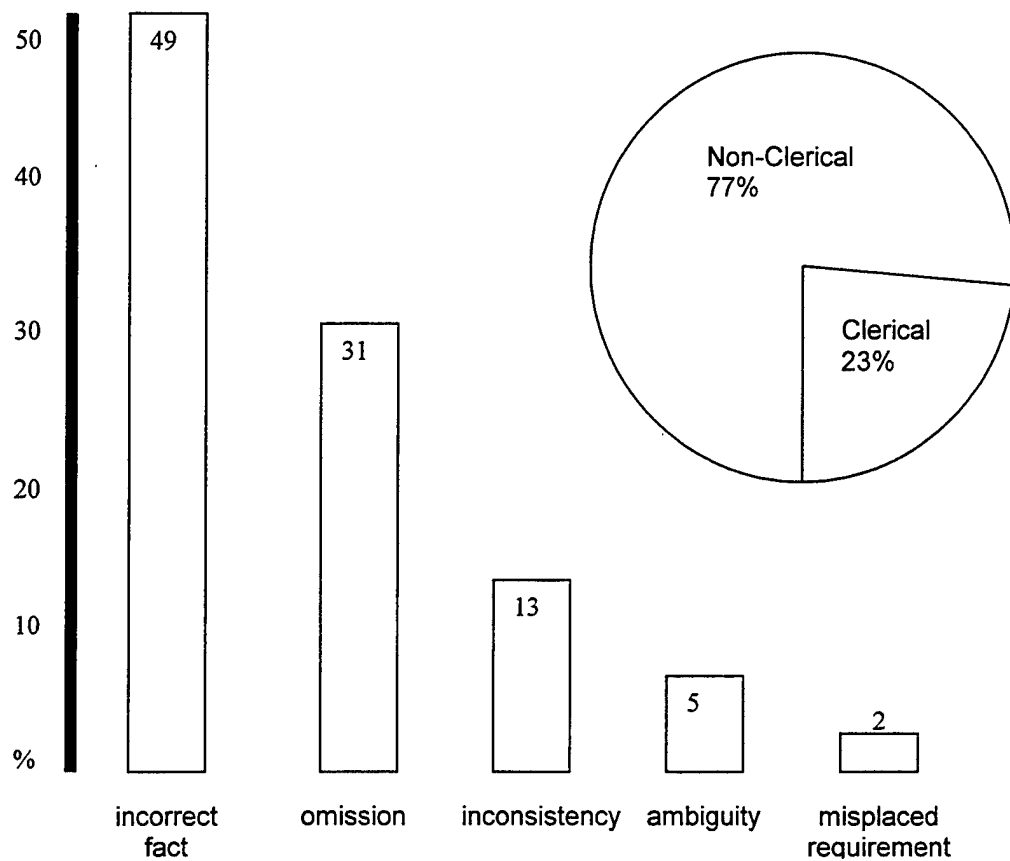 50
40
30
20
10
%
49
31
13
5
2
incorrect
fact
omission
inconsistency
ambiguity
misplaced
requirement
Non-Clerical
77%
Clerical
23%